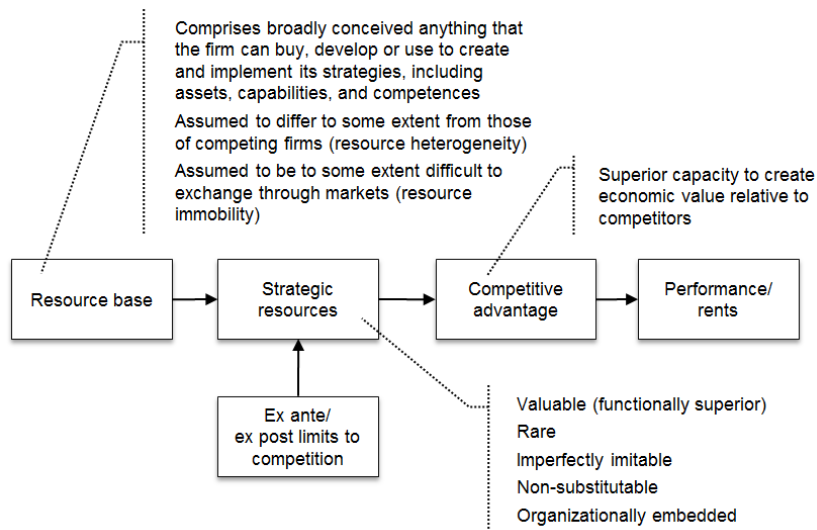 Comprises broadly conceived anything that
the firm can buy, develop or use to create
and implement its strategies, including
assets, capabilities, and competences
Assumed to differ to some extent from those
of competing firms (resource heterogeneity)
Assumed to be to some extent difficult to
exchange through markets (resource
immobility)
Superior capacity to create
economic value relative to
competitors
Resource base
Strategic
resources
Competitive
advantage
Performance/
rents
Ex ante/
ex post limits to
competition
Valuable (functionally superior)
Rare
Imperfectly imitable
Non-substitutable
Organizationally embedded